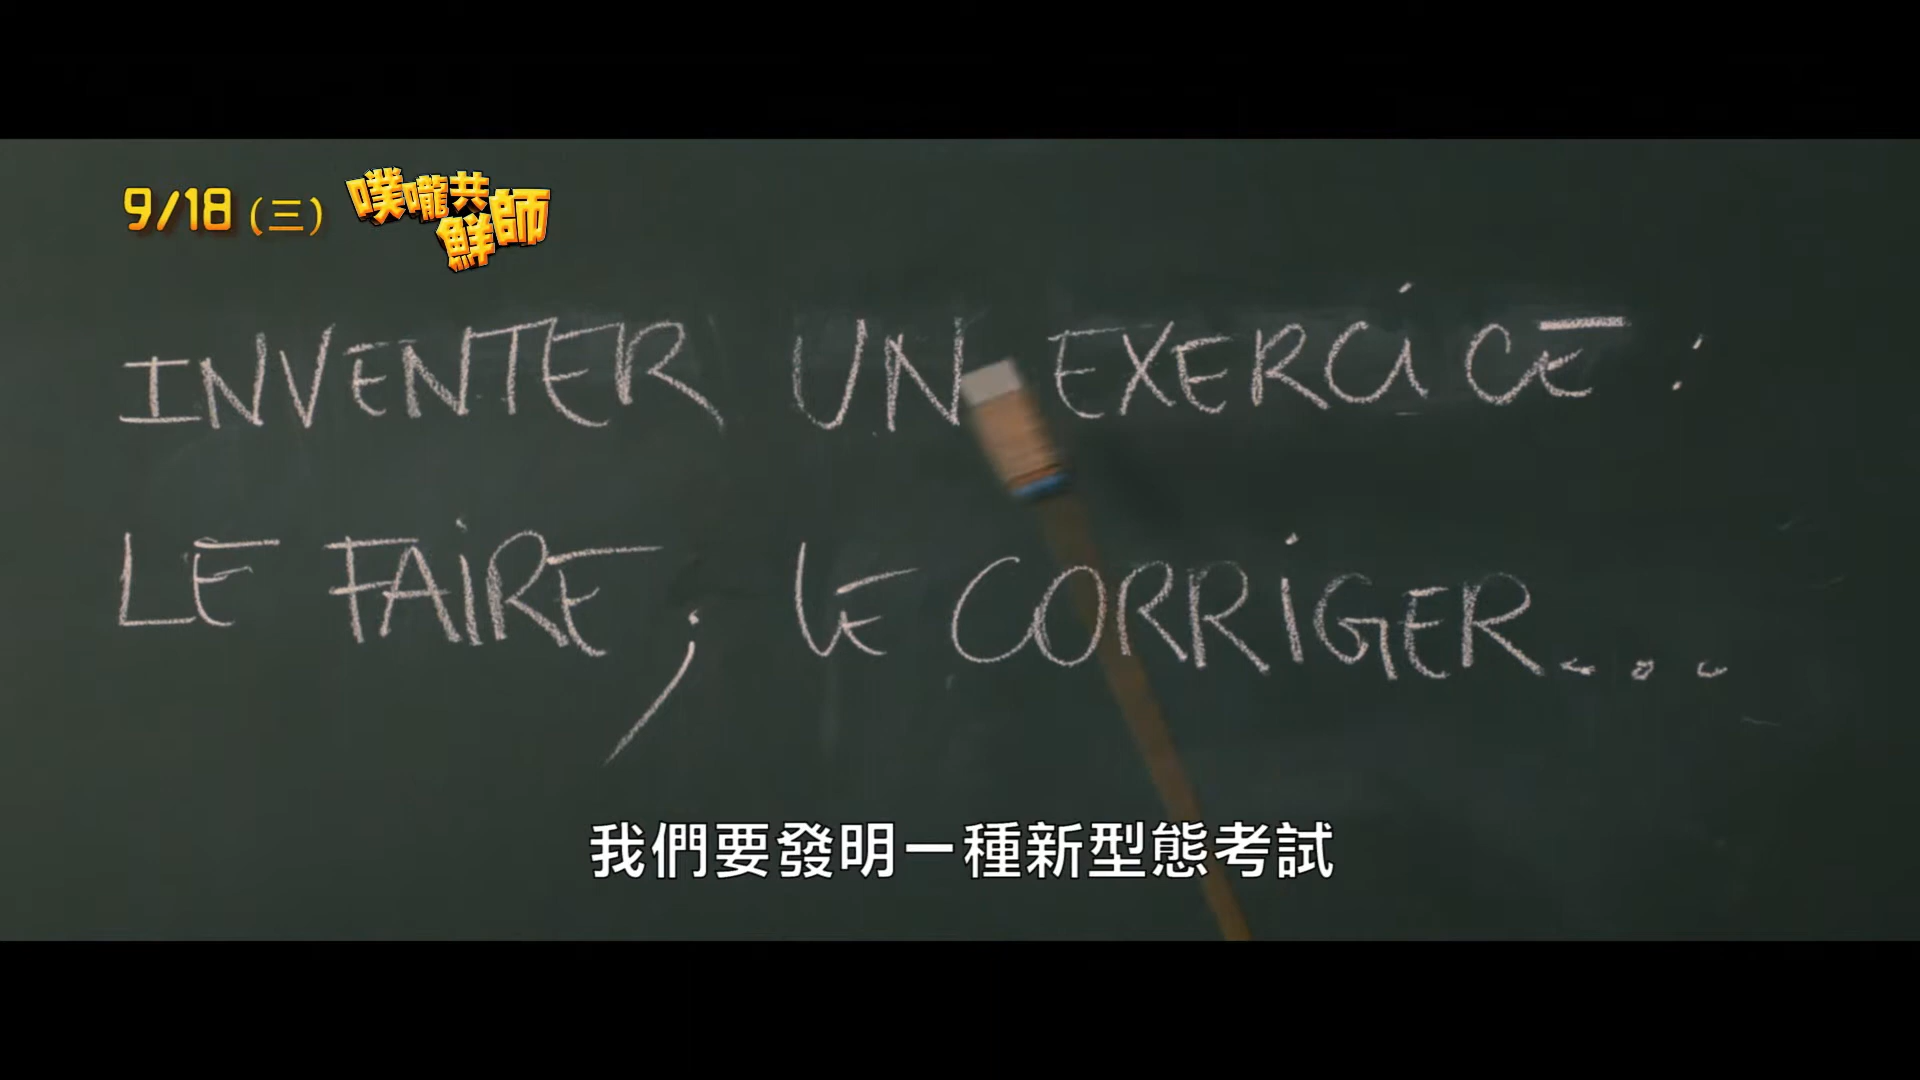 9/18 (三) 噗嚨共鮮師
INVENTER UN EXERCICE :
LE FAIRE ; LE CORRIGER...
我們要發明一種新型態考試